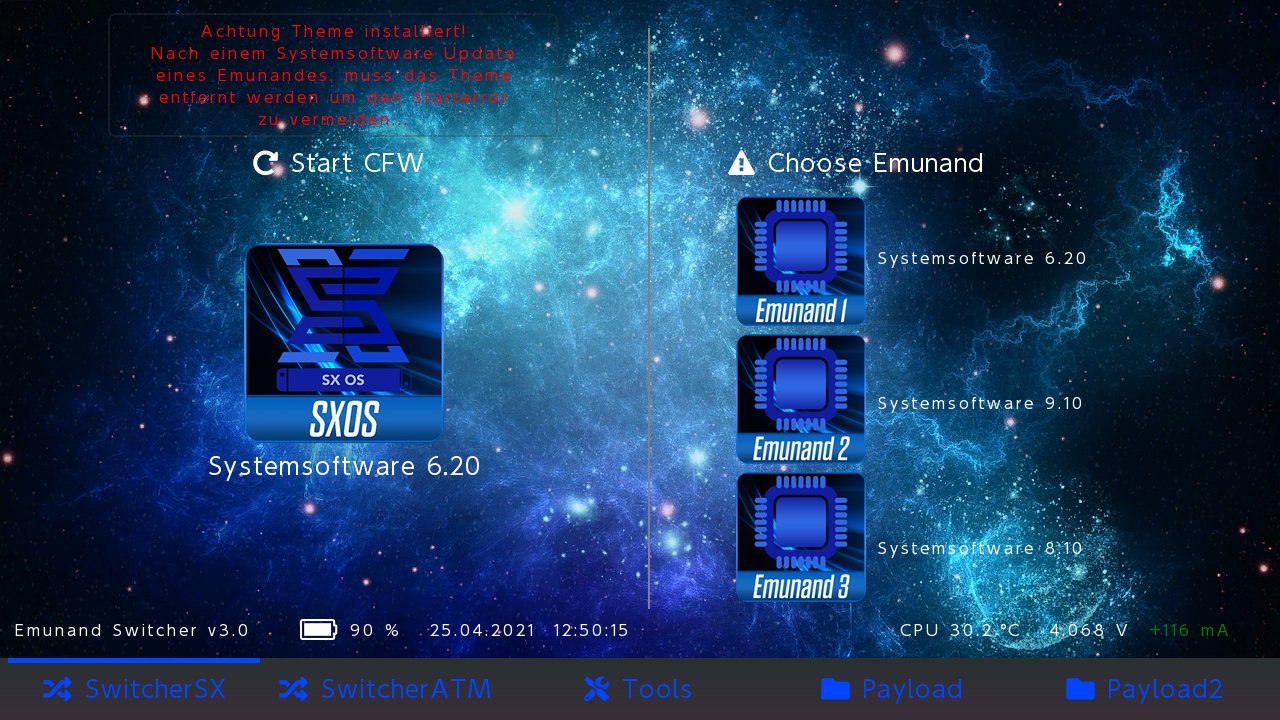 Achtung Theme installiert!
Nach einem Systemsoftware Update
eines Emunandes, muss das Theme
entfernt werden um den Starterror
zu vermeiden...
Start CFW
SX OS
SXOS
Systemsoftware 6.20
Choose Emunand
Emunand 1
Systemsoftware 6.20
Emunand 2
Systemsoftware 9.10
Emunand 3
Systemsoftware 8.10
Emunand Switcher v3.0
90 %
25.04.2021 12:50:15
CPU 30.2 °C
4.068 V
+116 mA
SwitcherSX
SwitcherATM
Tools
Payload
Payload2